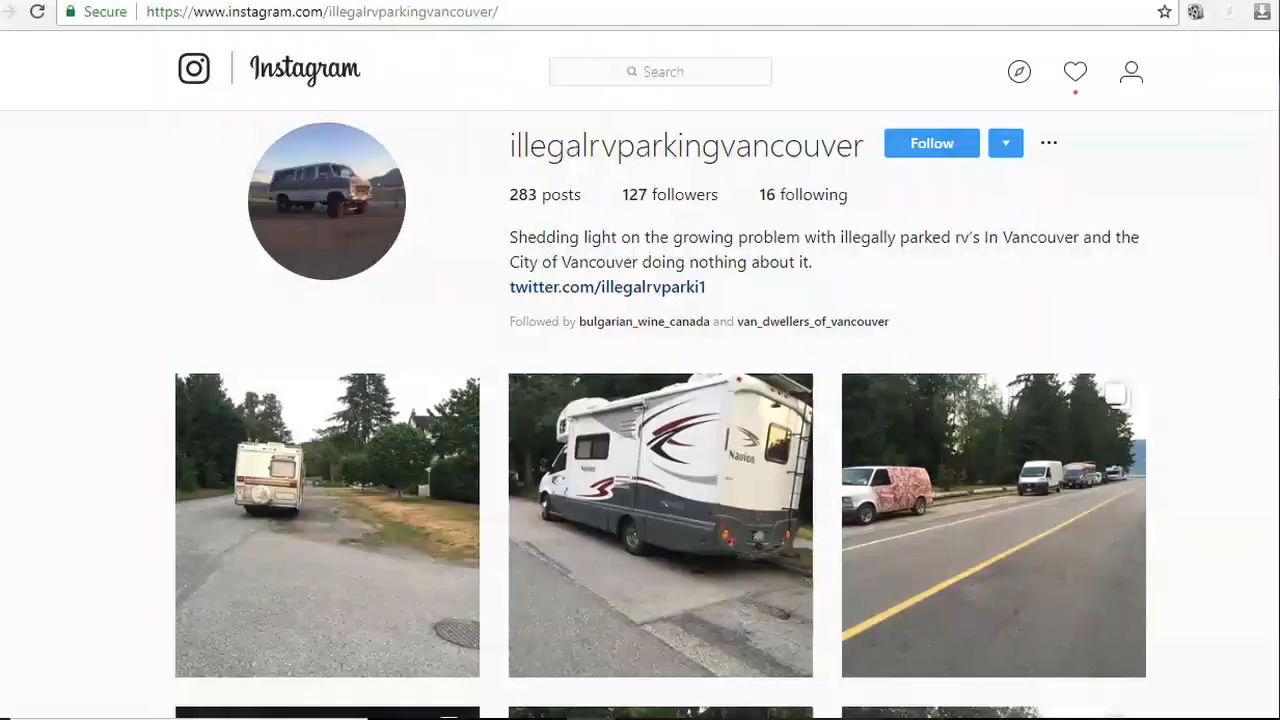 Secure https://www.instagram.com/illegalrvparkingvancouver/
Instagram
Search
illegalrvparkingvancouver Follow
283 posts 127 followers 16 following
Shedding light on the growing problem with illegally parked rv's In Vancouver and the
City of Vancouver doing nothing about it.
twitter.com/illegalrvparki1
Followed by bulgarian_wine_canada and van_dwellers_of_vancouver
Navion
Navion